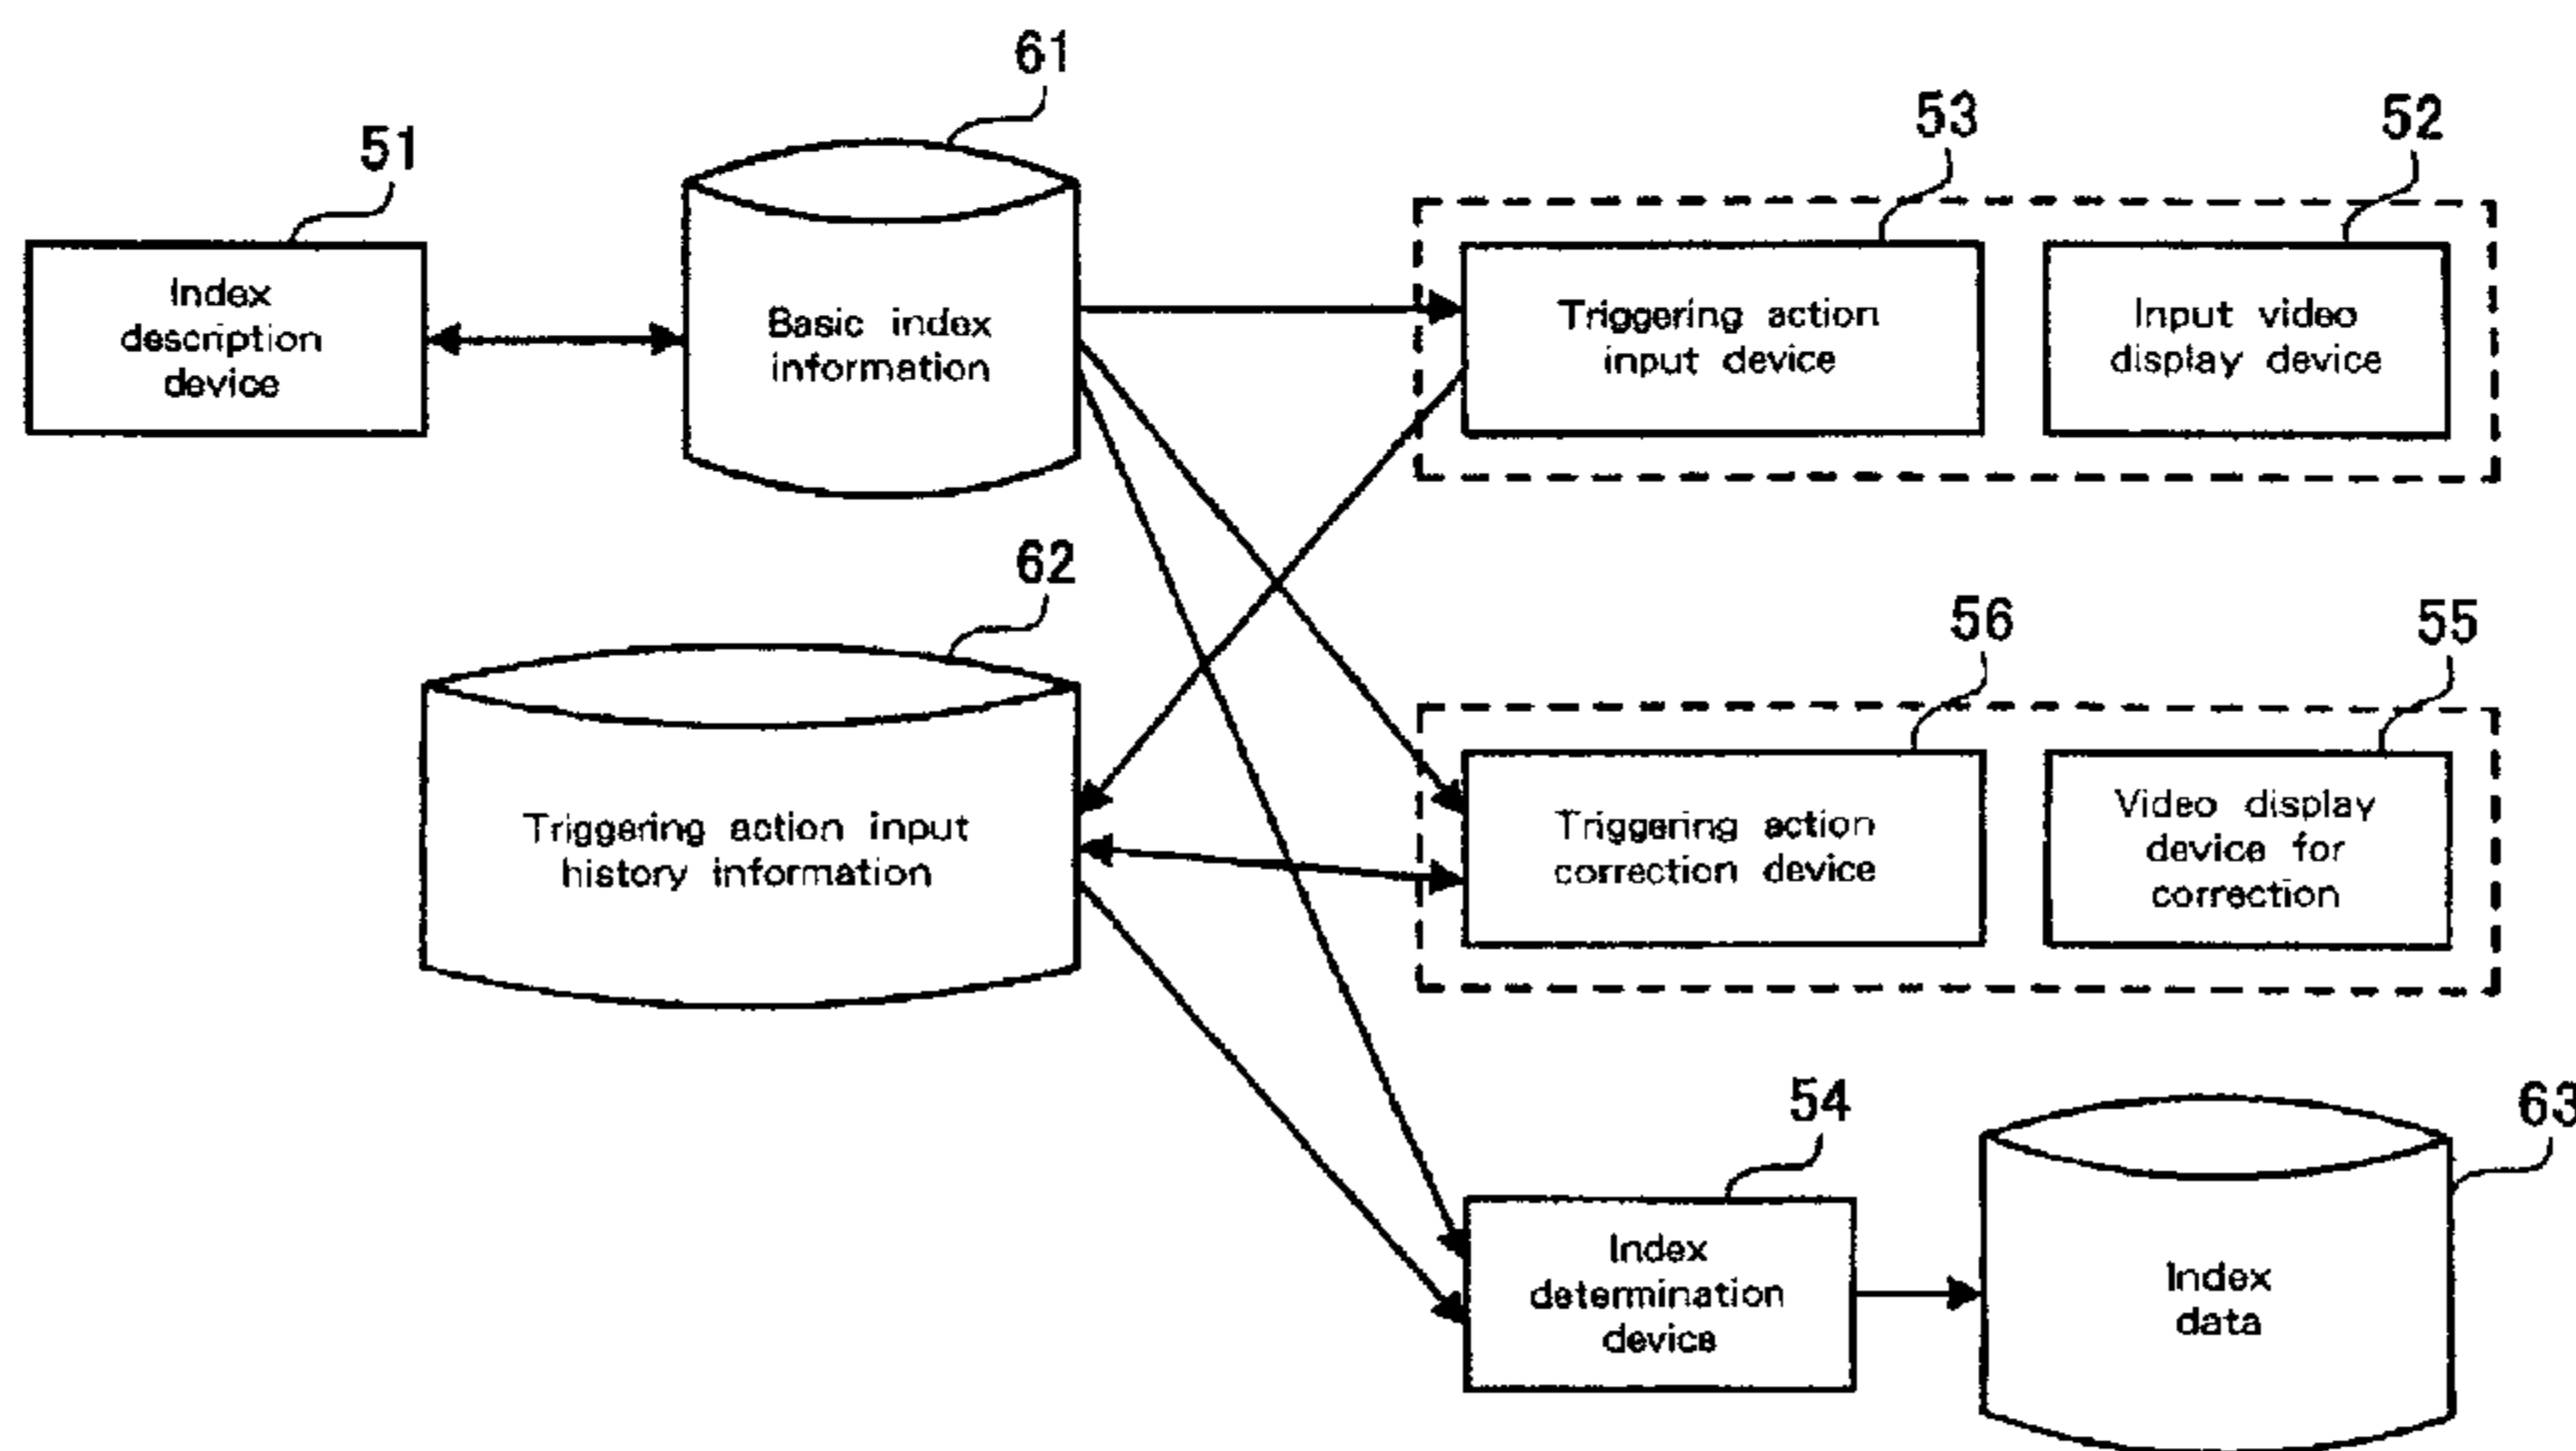 61
53
52
51
Index
description
device
Basic index
information
Triggering action
input device
Input video
display device
62
56
55
Triggering action input
history information
Triggering action
correction device
Video display
device for
correction
54
63
Index
determination
device
Index
data